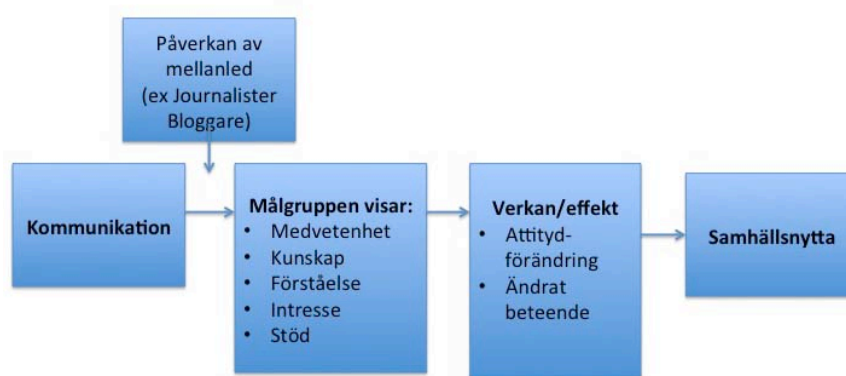 Påverkan av
mellanled
(ex Journalister
Bloggare)
Kommunikation
Målgruppen visar:
• Medvetenhet
• Kunskap
• Förståelse
• Intresse
• Stöd
Verkan/effekt
• Attityd-
förändring
• Ändrat
beteende
Samhällsnytta